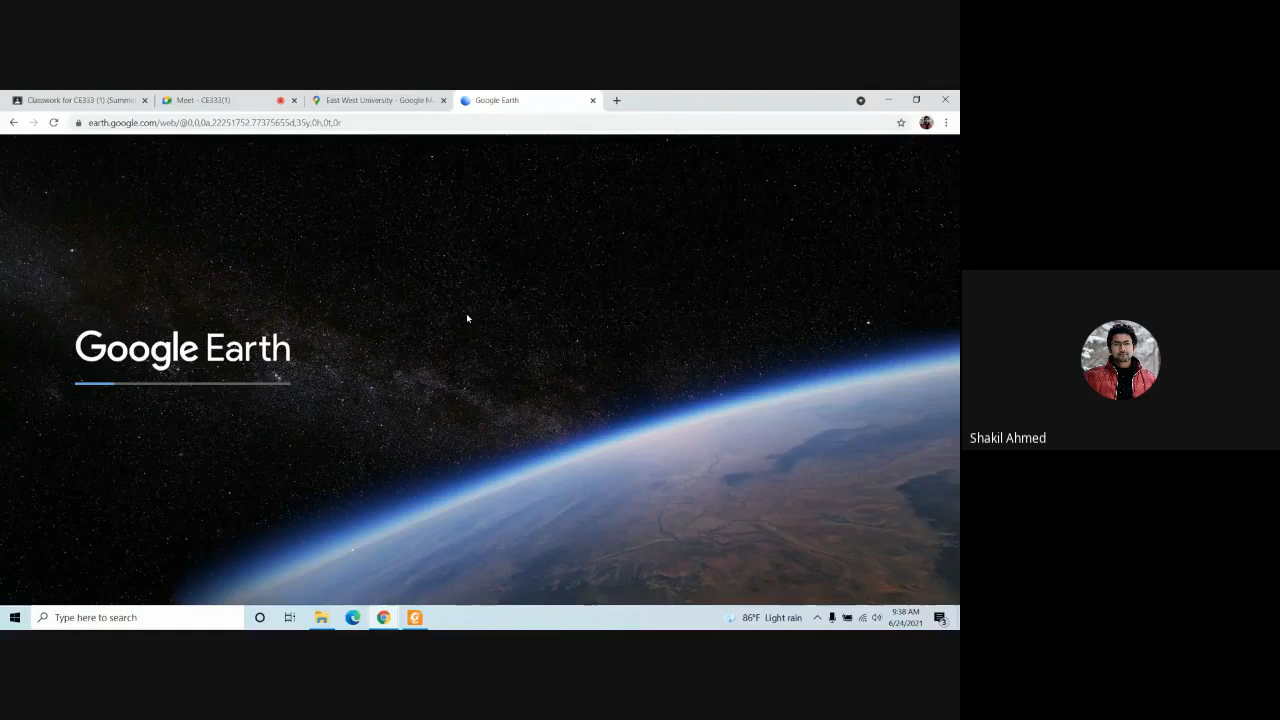 Classwork for CE333 (1) (Summe
Meet - CE333(1)
East West University - Google M
Google Earth
earth.google.com/web/@0,0,0a,22251752.77375655d,35y,0h,0t,0r
Google Earth
Shakil Ahmed
Type here to search
86°F Light rain
9:38 AM
6/24/2021
3